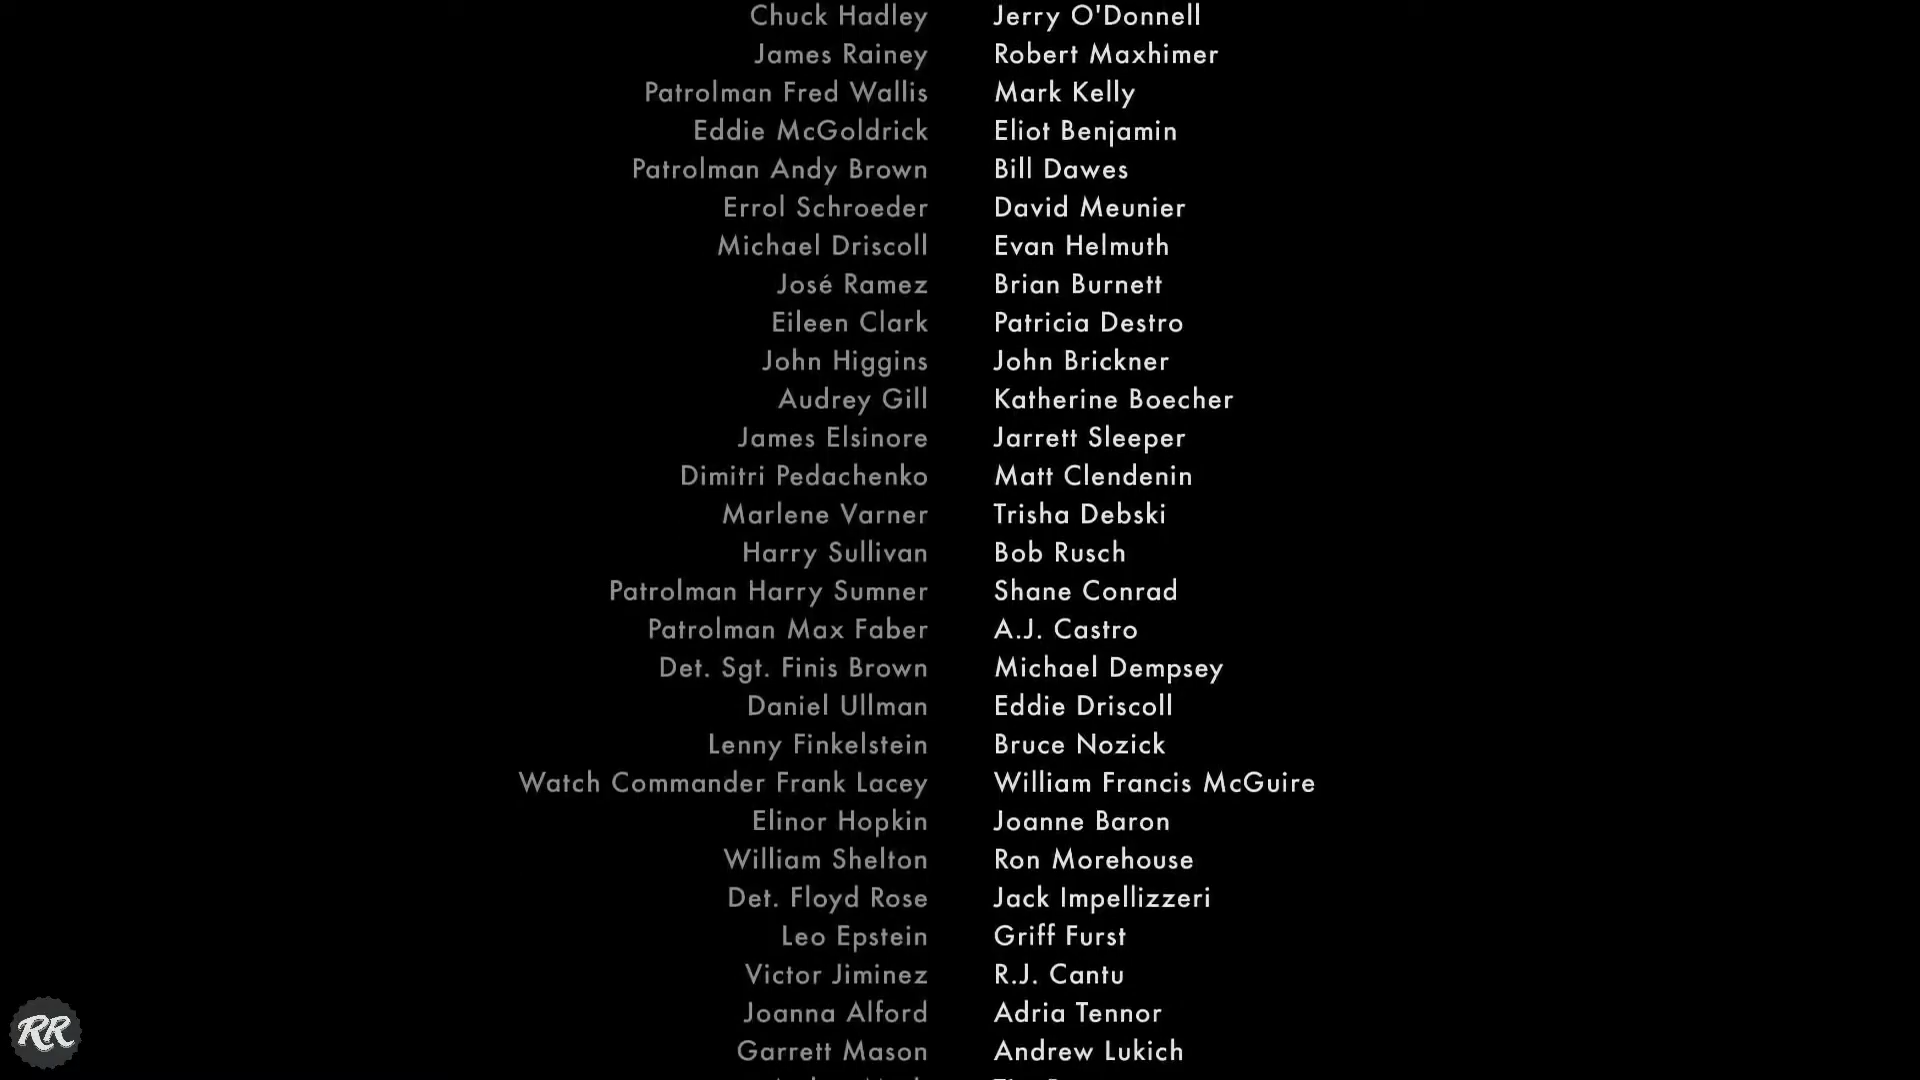 Chuck Hadley Jerry O'Donnell
James Rainey Robert Maxhimer
Patrolman Fred Wallis Mark Kelly
Eddie McGoldrick Eliot Benjamin
Patrolman Andy Brown Bill Dawes
Errol Schroeder David Meunier
Michael Driscoll Evan Helmuth
José Ramez Brian Burnett
Eileen Clark Patricia Destro
John Higgins John Brickner
Audrey Gill Katherine Boecher
James Elsinore Jarrett Sleeper
Dimitri Pedachenko Matt Clendenin
Marlene Varner Trisha Debski
Harry Sullivan Bob Rusch
Patrolman Harry Sumner Shane Conrad
Patrolman Max Faber A.J. Castro
Det. Sgt. Finis Brown Michael Dempsey
Daniel Ullman Eddie Driscoll
Lenny Finkelstein Bruce Nozick
Watch Commander Frank Lacey William Francis McGuire
Elinor Hopkin Joanne Baron
William Shelton Ron Morehouse
Det. Floyd Rose Jack Impellizzeri
Leo Epstein Griff Furst
Victor Jiminez R.J. Cantu
Joanna Alford Adria Tennor
Garrett Mason Andrew Lukich
RR